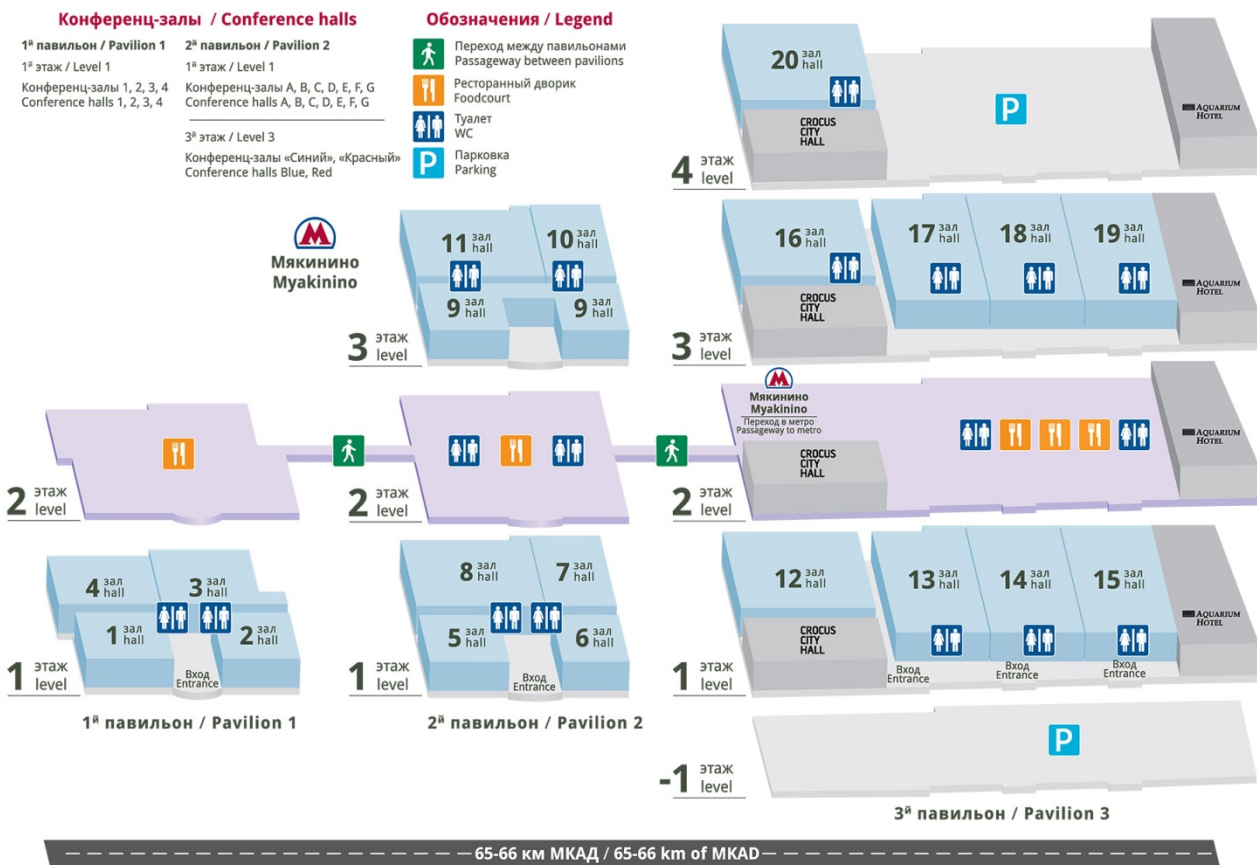 Конференц-залы / Conference halls
1й павильон / Pavilion 1
1й этаж / Level 1
Конференц-залы 1, 2, 3, 4
Conference halls 1, 2, 3, 4
2й павильон / Pavilion 2
1й этаж / Level 1
Конференц-залы A, B, C, D, E, F, G
Conference halls A, B, C, D, E, F, G
3й этаж / Level 3
Конференц-залы «Синий», «Красный»
Conference halls Blue, Red
Обозначения / Legend
Переход между павильонами
Passageway between pavilions
Ресторанный дворик
Foodcourt
Туалет
WC
P
Парковка
Parking
20 зал hall
CROCUS
CITY
HALL
P
AQUARIUM
HOTEL
4 этаж level
М
Мякинино
Myakinino
11 зал hall
10 зал hall
9 зал hall
9 зал hall
3 этаж level
16 зал hall
17 зал hall
18 зал hall
19 зал hall
CROCUS
CITY
HALL
AQUARIUM
HOTEL
3 этаж level
2 этаж level
2 этаж level
М
Мякинино
Myakinino
Переход в метро
Passageway to metro
CROCUS
CITY
HALL
AQUARIUM
HOTEL
2 этаж level
4 зал hall
3 зал hall
1 зал hall
2 зал hall
Вход
Entrance
1 этаж level
1й павильон / Pavilion 1
8 зал hall
7 зал hall
5 зал hall
6 зал hall
Вход
Entrance
1 этаж level
2й павильон / Pavilion 2
12 зал hall
13 зал hall
14 зал hall
15 зал hall
CROCUS
CITY
HALL
AQUARIUM
HOTEL
Вход
Entrance
Вход
Entrance
Вход
Entrance
1 этаж level
P
-1 этаж level
3й павильон / Pavilion 3
65-66 км МКАД / 65-66 km of MKAD